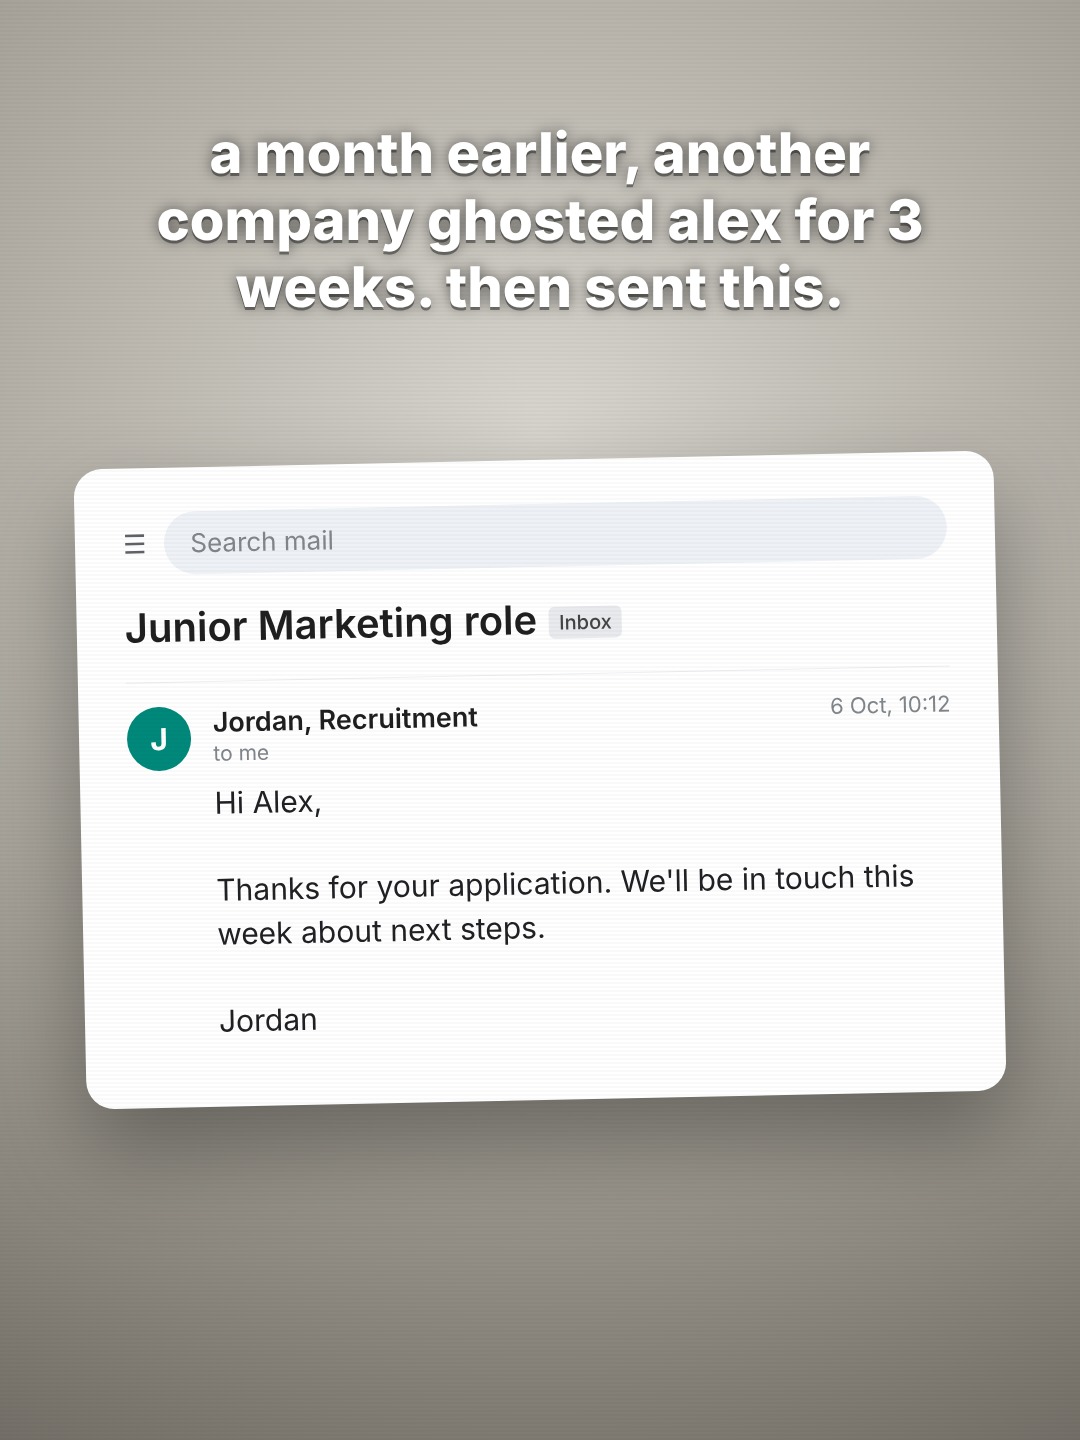 a month earlier, another
company ghosted alex for 3
weeks. then sent this.
☰ Search mail
Junior Marketing role Inbox
J
Jordan, Recruitment
6 Oct, 10:12
to me
Hi Alex,
Thanks for your application. We'll be in touch this
week about next steps.
Jordan